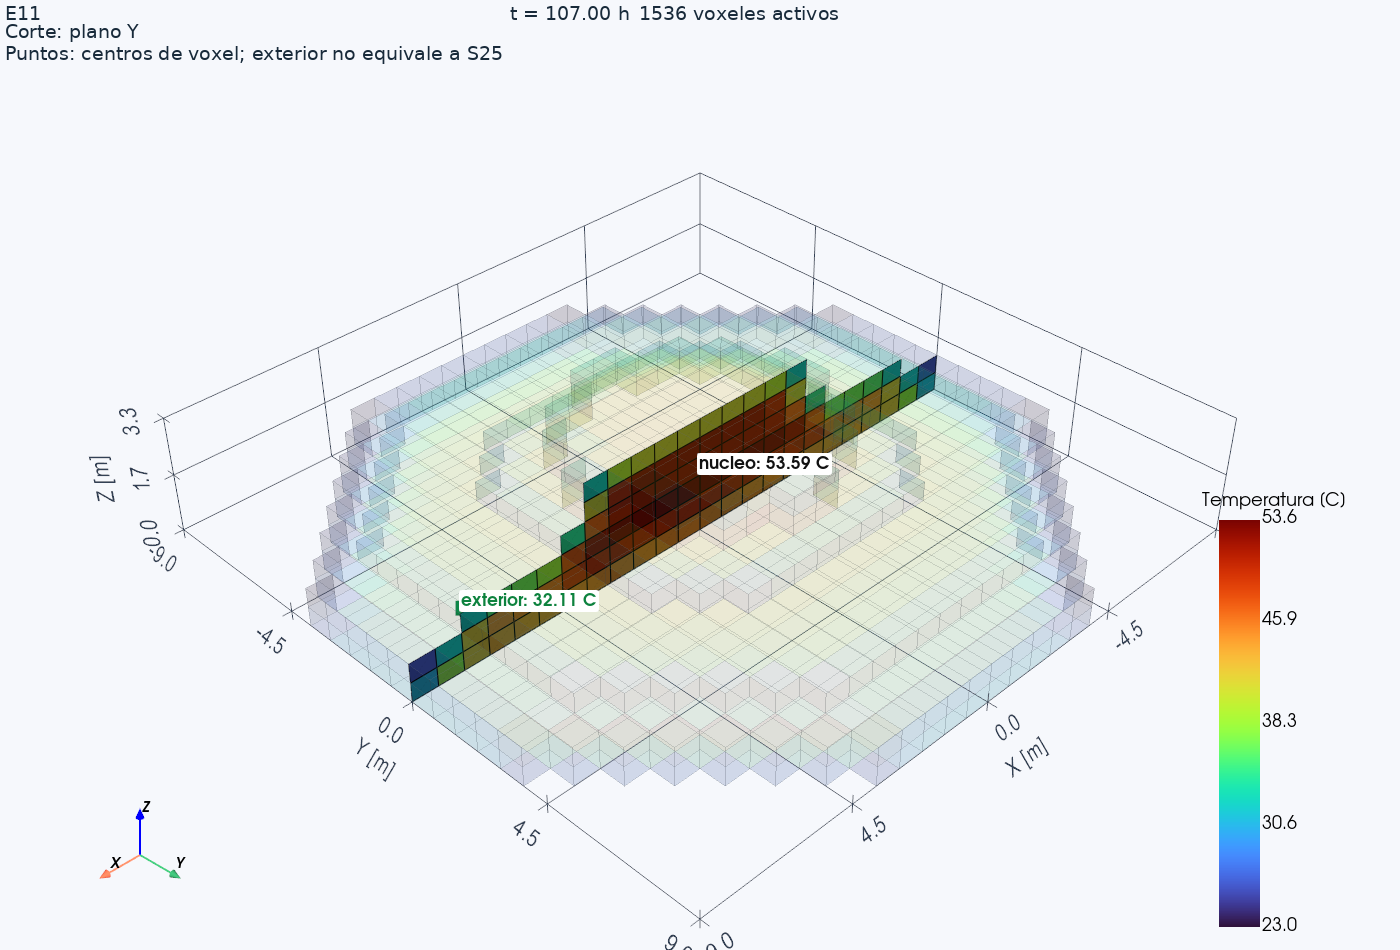 E11
t = 107.00 h 1536 voxeles activos
Corte: plano Y
Puntos: centros de voxel; exterior no equivale a S25
3.3
1.7
0.0
Z [m]
-9.0
-4.5
0.0
4.5
Y [m]
nucleo: 53.59 C
exterior: 32.11 C
-4.5
0.0
4.5
X [m]
Temperatura [C]
53.6
45.9
38.3
30.6
23.0
Z
X
Y